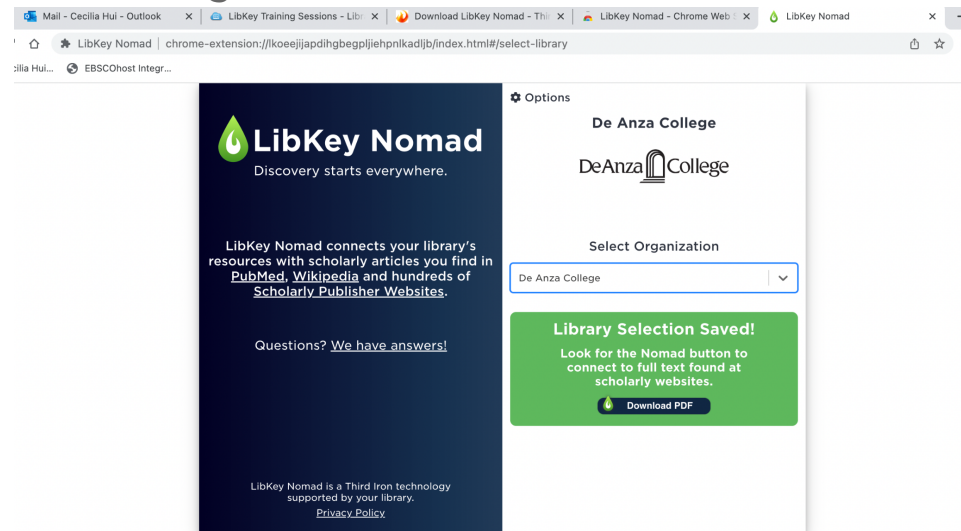 Mail - Cecilia Hui - Outlook
LibKey Training Sessions - Libr
Download LibKey Nomad - Thir
LibKey Nomad - Chrome Web S
LibKey Nomad
LibKey Nomad | chrome-extension://lkoeejijapdihgbegpljiehpnlkadljb/index.html#/select-library
cilia Hui...
EBSCOhost Integr...
LibKey Nomad
Discovery starts everywhere.
LibKey Nomad connects your library's
resources with scholarly articles you find in
PubMed, Wikipedia and hundreds of
Scholarly Publisher Websites.
Questions? We have answers!
LibKey Nomad is a Third Iron technology
supported by your library.
Privacy Policy
Options
De Anza College
DeAnza College
Select Organization
De Anza College
Library Selection Saved!
Look for the Nomad button to
connect to full text found at
scholarly websites.
Download PDF